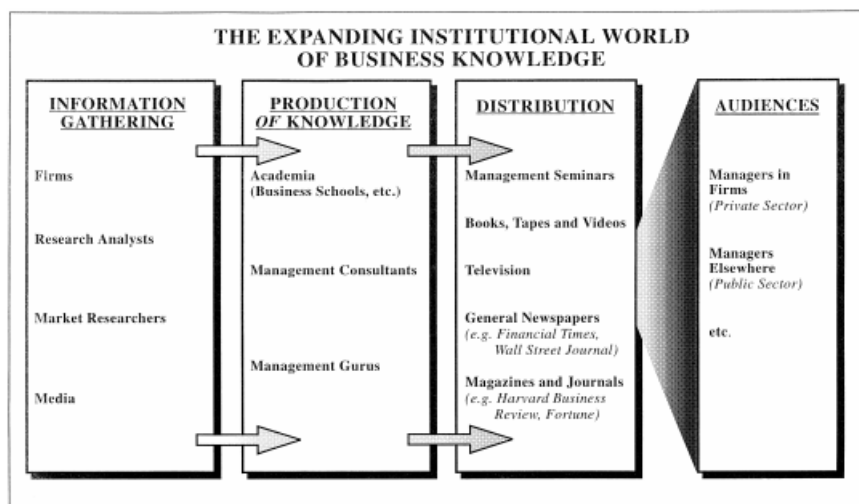 THE EXPANDING INSTITUTIONAL WORLD
OF BUSINESS KNOWLEDGE
INFORMATION
GATHERING
Firms
Research Analysts
Market Researchers
Media
PRODUCTION
OF KNOWLEDGE
Academia
(Business Schools, etc.)
Management Consultants
Management Gurus
DISTRIBUTION
Management Seminars
Books, Tapes and Videos
Television
General Newspapers
(e.g. Financial Times,
Wall Street Journal)
Magazines and Journals
(e.g. Harvard Business
Review, Fortune)
AUDIENCES
Managers in
Firms
(Private Sector)
Managers
Elsewhere
(Public Sector)
etc.